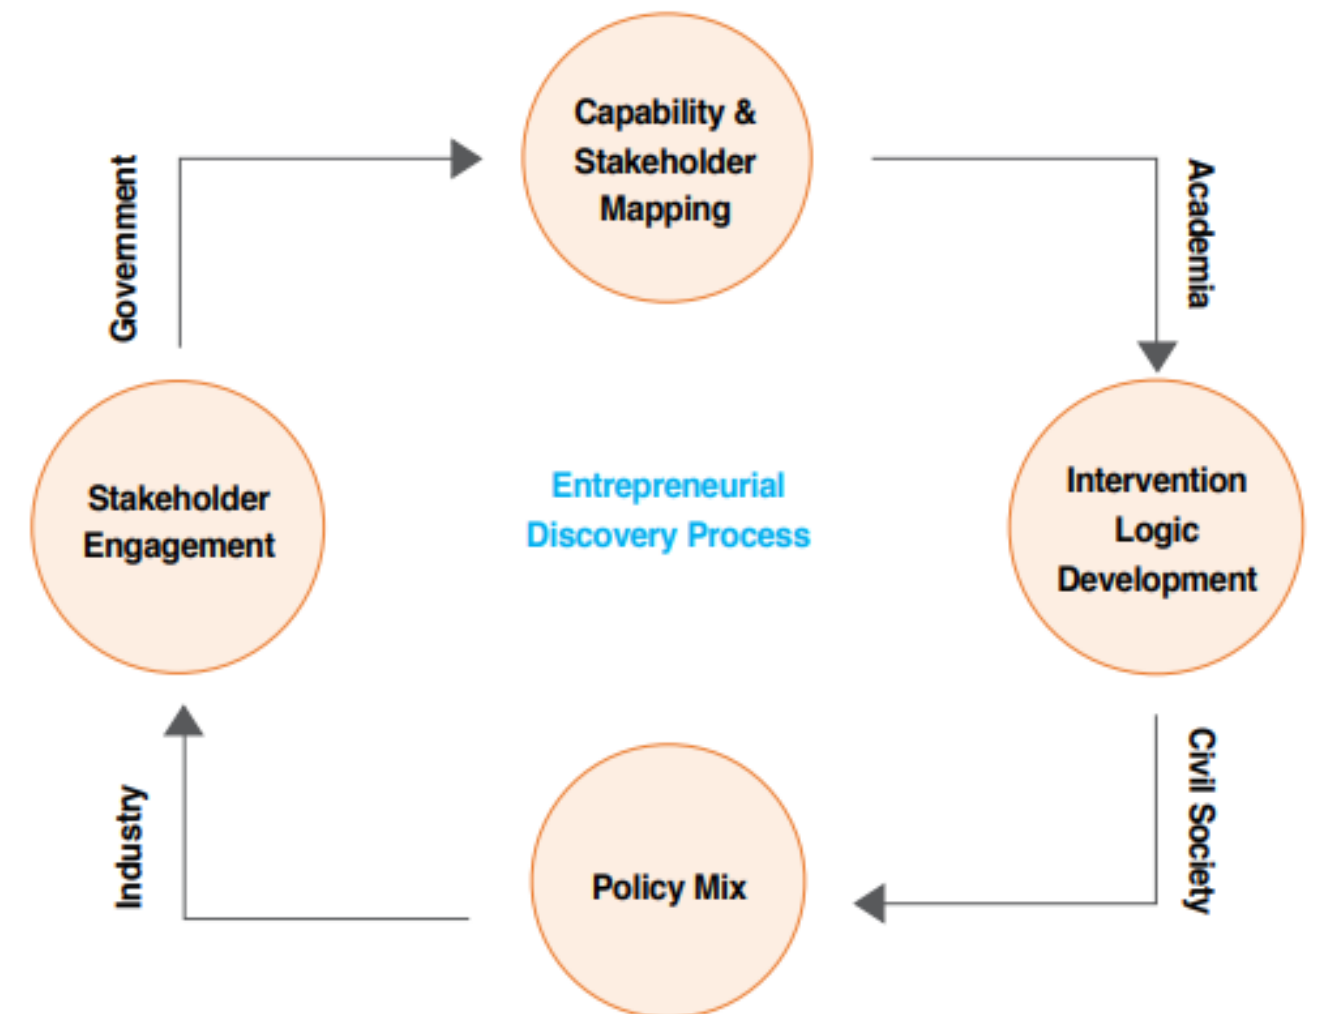 Capability &
Stakeholder
Mapping
Government
Academia
Stakeholder
Engagement
Entrepreneurial
Discovery Process
Intervention
Logic
Development
Industry
Civil Society
Policy Mix